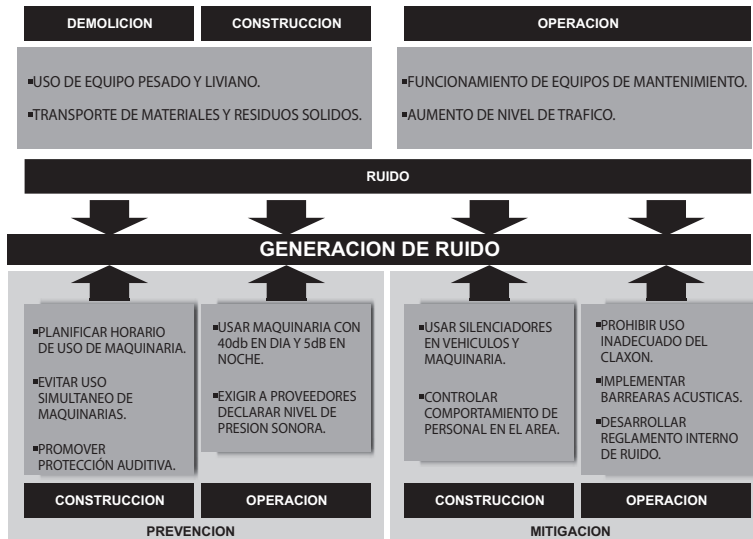 DEMOLICION
CONSTRUCCION
OPERACION
▪USO DE EQUIPO PESADO Y LIVIANO.
▪TRANSPORTE DE MATERIALES Y RESIDUOS SOLIDOS.
▪FUNCIONAMIENTO DE EQUIPOS DE MANTENIMIENTO.
▪AUMENTO DE NIVEL DE TRAFICO.
RUIDO
GENERACION DE RUIDO
▪PLANIFICAR HORARIO
DE USO DE MAQUINARIA.
▪EVITAR USO
SIMULTANEO DE
MAQUINARIAS.
▪PROMOVER
PROTECCIÓN AUDITIVA.
CONSTRUCCION
▪USAR MAQUINARIA CON
40db EN DIA Y 5dB EN
NOCHE.
▪EXIGIR A PROVEEDORES
DECLARAR NIVEL DE
PRESION SONORA.
OPERACION
PREVENCION
▪USAR SILENCIADORES
EN VEHICULOS Y
MAQUINARIA.
▪CONTROLAR
COMPORTAMIENTO DE
PERSONAL EN EL AREA.
CONSTRUCCION
▪PROHIBIR USO
INADECUADO DEL
CLAXON.
▪IMPLEMENTAR
BARREARAS ACUSTICAS.
▪DESARROLLAR
REGLAMENTO INTERNO
DE RUIDO.
OPERACION
MITIGACION